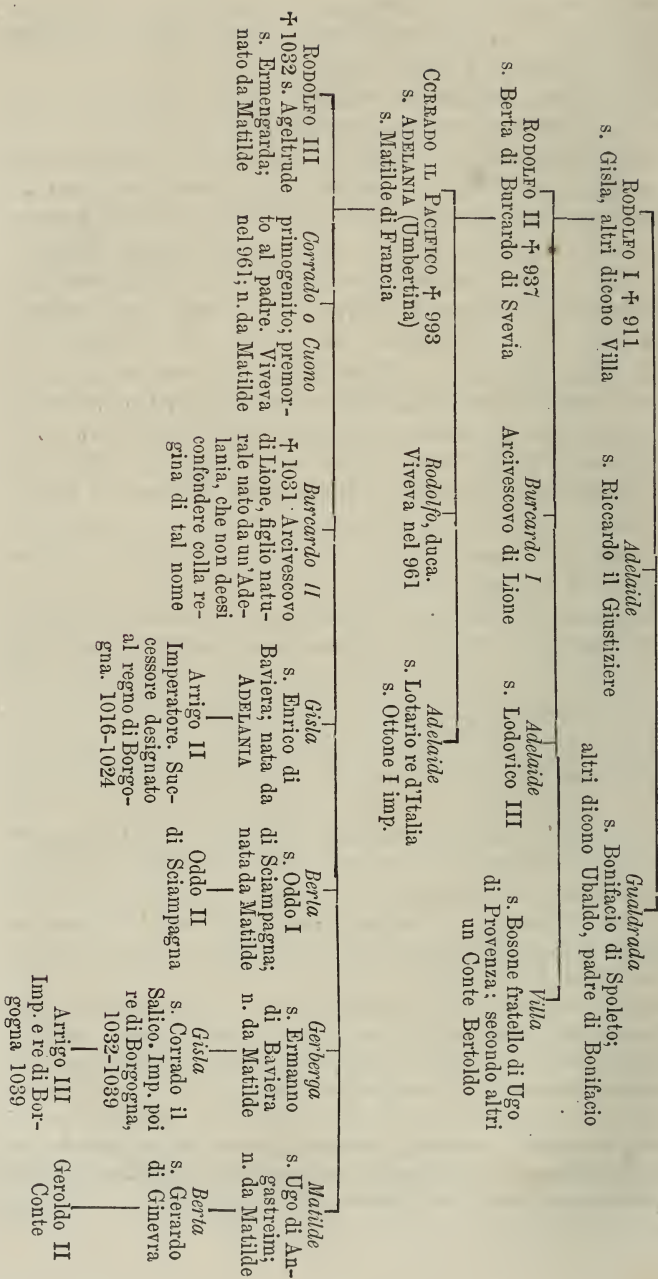 RODOLFO I ✝ 911
s. Gisla, altri dicono Villa
Adelaide
s. Riccardo il Giustiziere
Gualdrada
s. Bonifacio di Spoleto;
altri dicono Ubaldo, padre di Bonifacio
RODOLFO II ✝ 937
s. Berta di Burcardo di Svevia
Burcardo I
Arcivescovo di Lione
Adelaide
s. Lodovico III
Villa
s. Bosone fratello di Ugo
di Provenza; secondo altri
un Conte Bertoldo
CORRADO IL PACIFICO ✝ 993
s. ADELANIA (Umbertina)
s. Matilde di Francia
Rodolfo, duca.
Viveva nel 961
Adelaide
s. Lotario re d'Italia
s. Ottone I imp.
RODOLFO III
✝ 1032 s. Ageltrude
s. Ermengarda;
nato da Matilde
Corrado o Cuono
primogenito; premor-
to al padre. Viveva
nel 961; n. da Matilde
Burcardo II
✝ 1031 Arcivescovo
di Lione, figlio natu-
rale nato da un'Ade-
lania, che non deesi
confondere colla re-
gina di tal nome
Gisla
s. Enrico di
Baviera; nata da
ADELANIA
Arrigo II
Imperatore. Suc-
cessore designato
al regno di Borgo-
gna. 1016-1024
Berta
s. Oddo I
di Sciampagna;
nata da Matilde
Oddo II
di Sciampagna
Gerberga
s. Ermanno
di Baviera
n. da Matilde
Gisla
s. Corrado il
Salico. Imp. poi
re di Borgogna,
1032-1039
Arrigo III
Imp. e re di Bor-
gogna 1039
Matilde
s. Ugo di An-
gastreim;
n. da Matilde
Berta
s. Gerardo
di Ginevra
Geroldo II
Conte